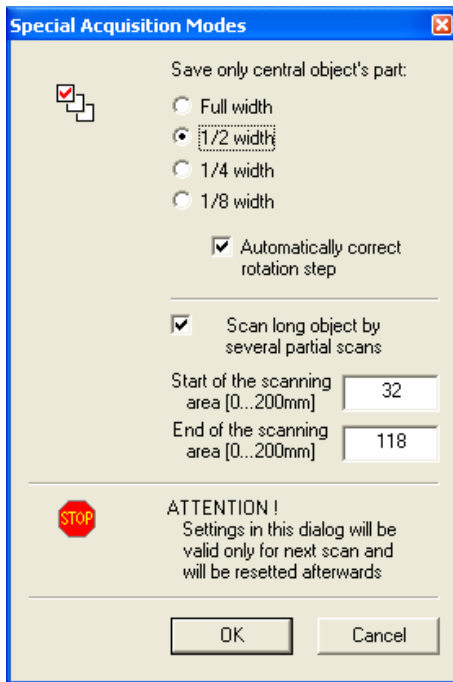 Special Acquisition Modes
Save only central object's part:
Full width
1/2 width
1/4 width
1/8 width
Automatically correct
rotation step
Scan long object by
several partial scans
Start of the scanning
area [0...200mm]
32
End of the scanning
area [0...200mm]
118
STOP
ATTENTION !
Settings in this dialog will be
valid only for next scan and
will be resetted afterwards
OK
Cancel